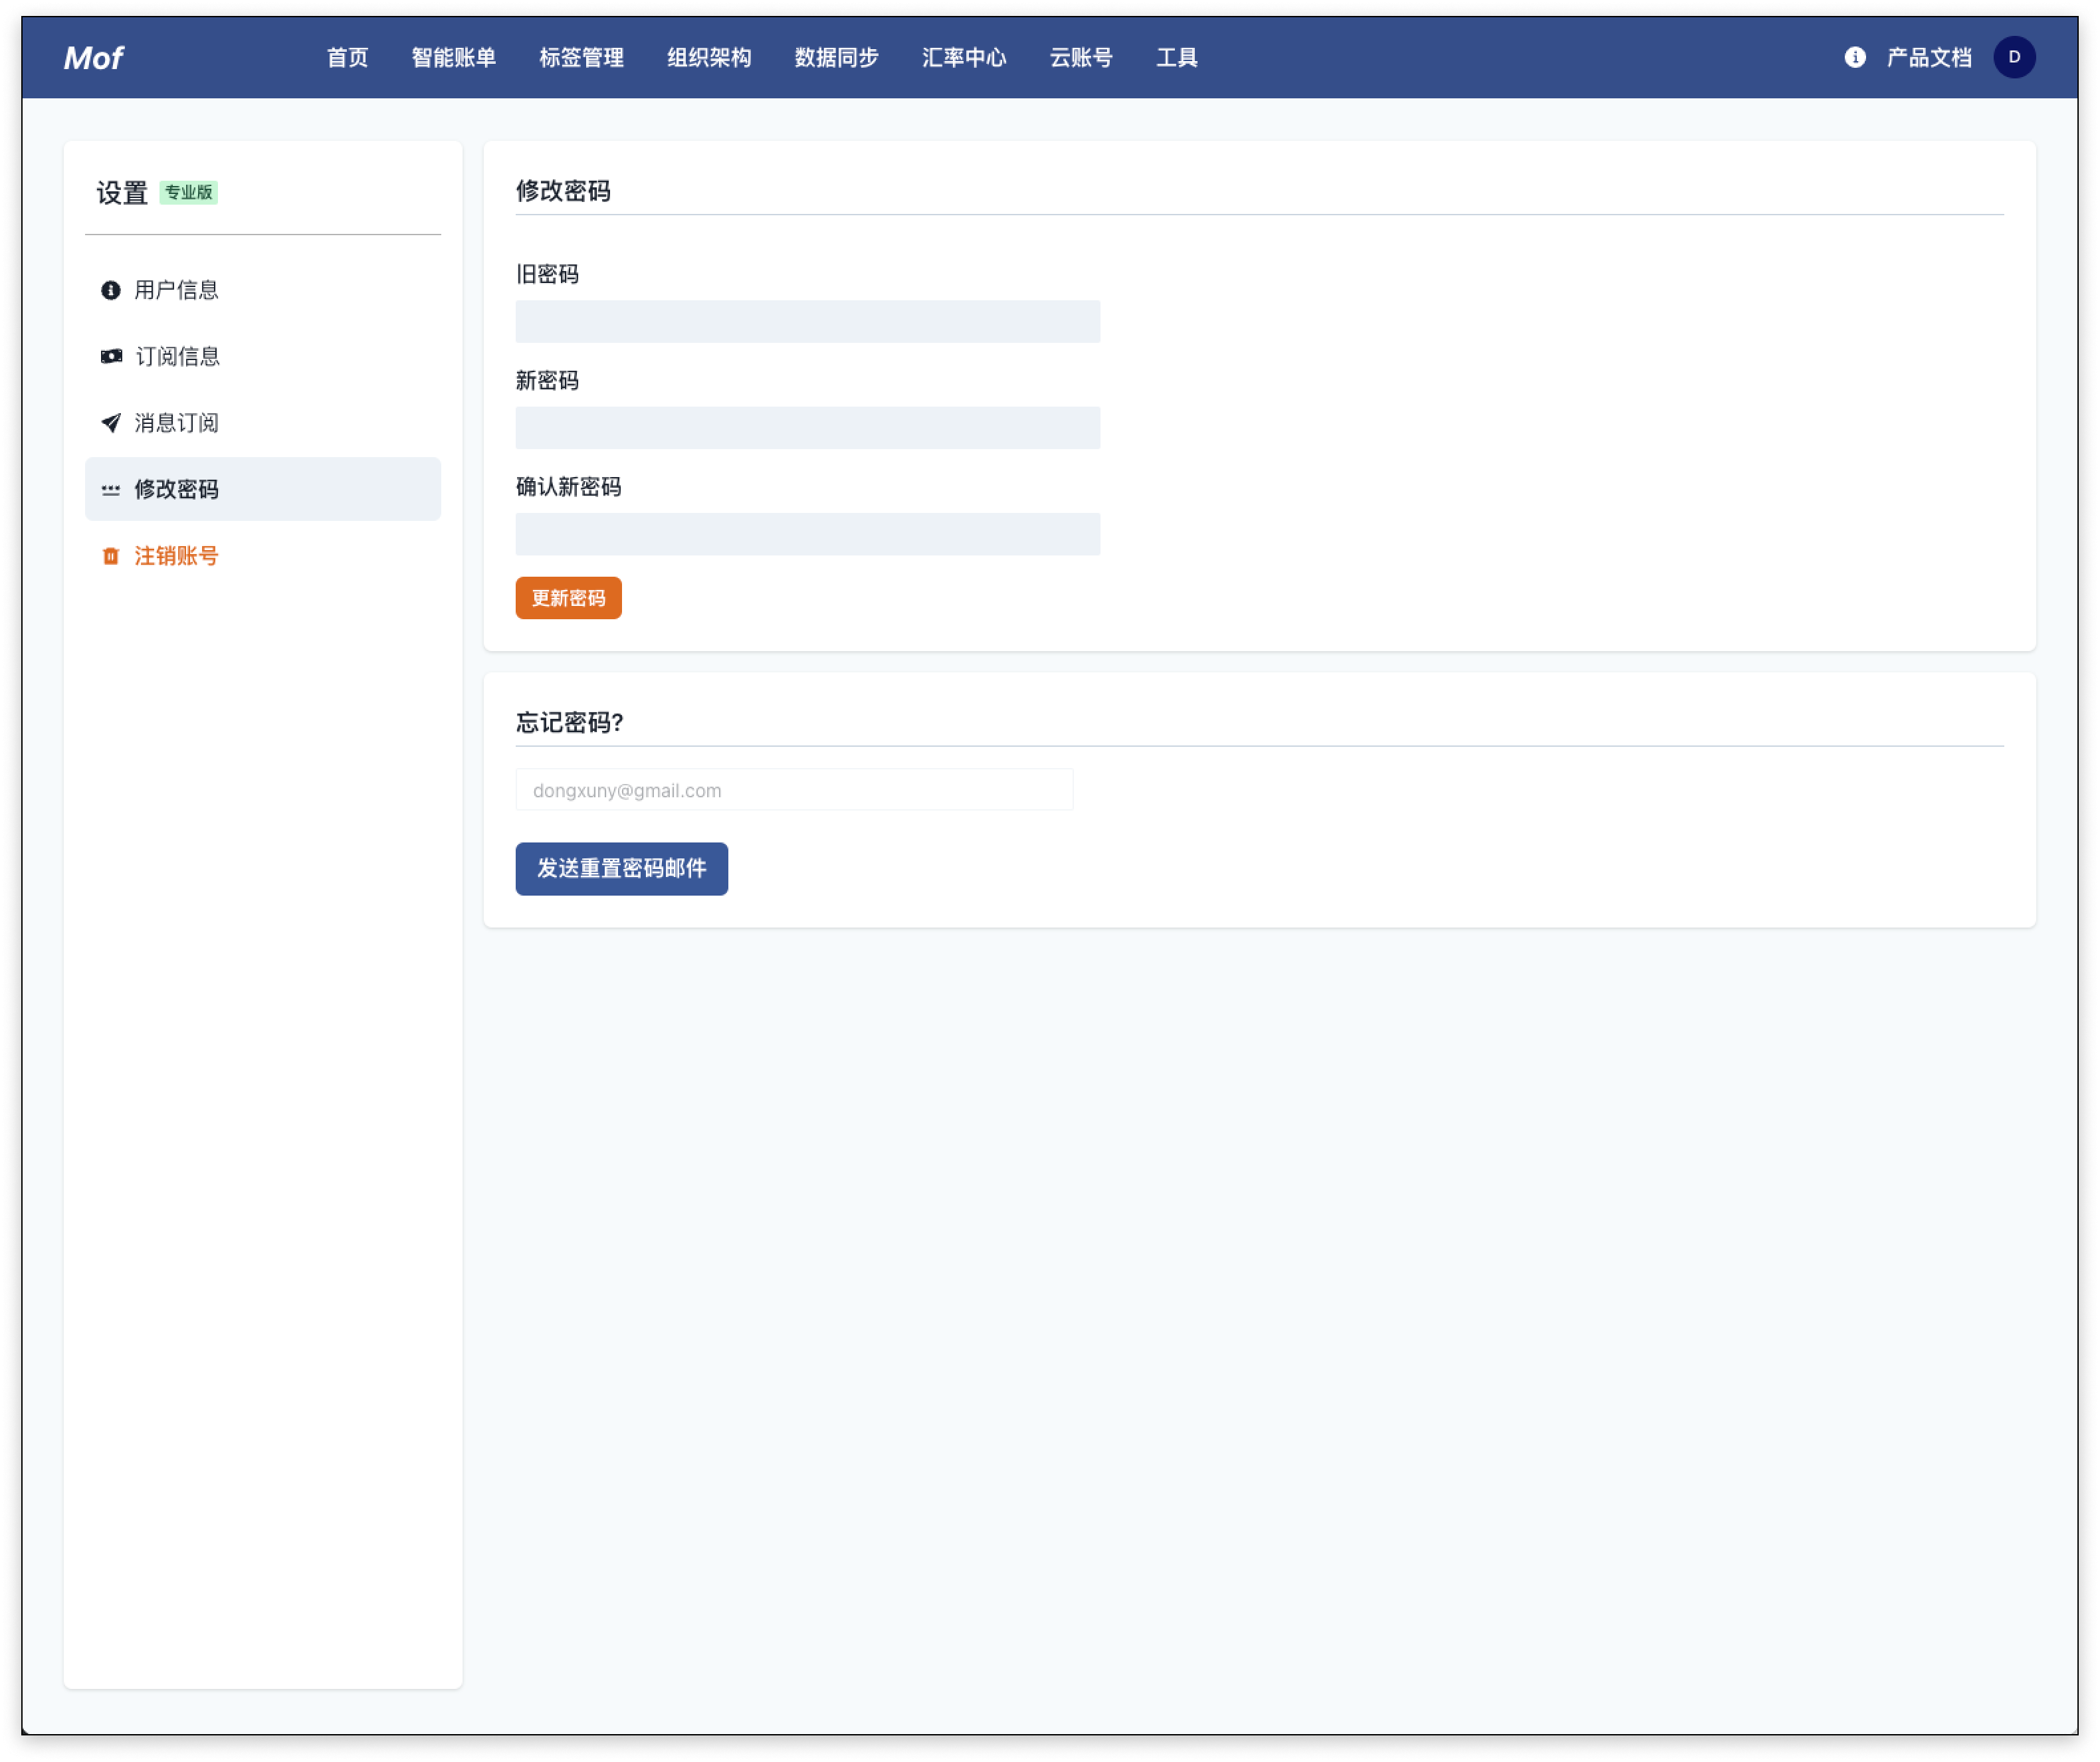 Mof 首页 智能账单 标签管理 组织架构 数据同步 汇率中心 云账号 工具 产品文档 D
设置 专业版
用户信息
订阅信息
消息订阅
修改密码
注销账号
修改密码
旧密码
新密码
确认新密码
更新密码
忘记密码?
dongxuny@gmail.com
发送重置密码邮件